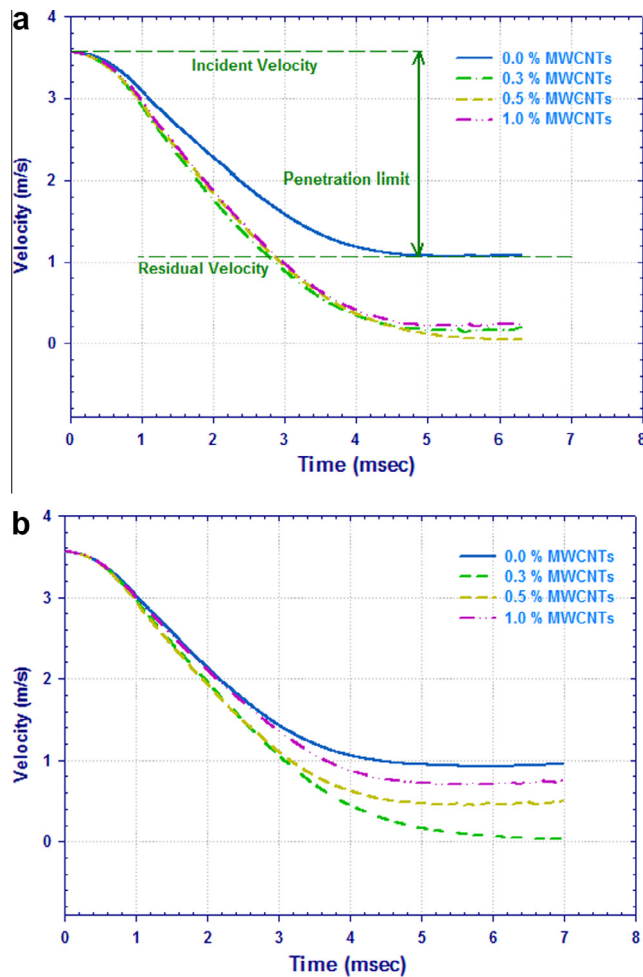 a
4
3
2
1
0
Velocity (m/s)
Incident Velocity
Penetration limit
Residual Velocity
0.0 % MWCNTs
0.3 % MWCNTs
0.5 % MWCNTs
1.0 % MWCNTs
0 1 2 3 4 5 6 7 8
Time (msec)
b
4
3
2
1
0
Velocity (m/s)
0.0 % MWCNTs
0.3 % MWCNTs
0.5 % MWCNTs
1.0 % MWCNTs
0 1 2 3 4 5 6 7 8
Time (msec)